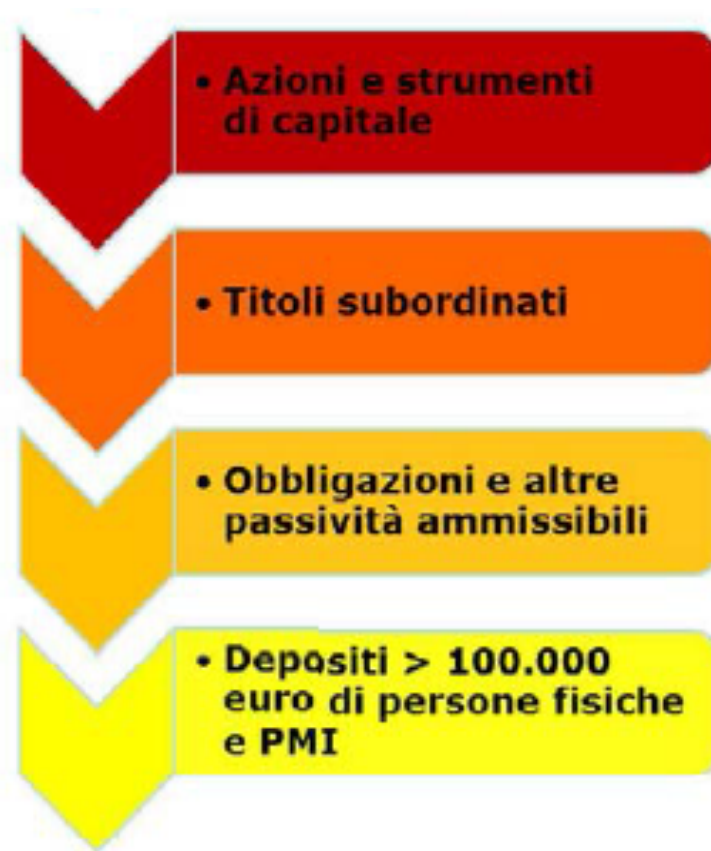 • Azioni e strumenti
di capitale
• Titoli subordinati
• Obbligazioni e altre
passività ammissibili
• Depositi > 100.000
euro di persone fisiche
e PMI